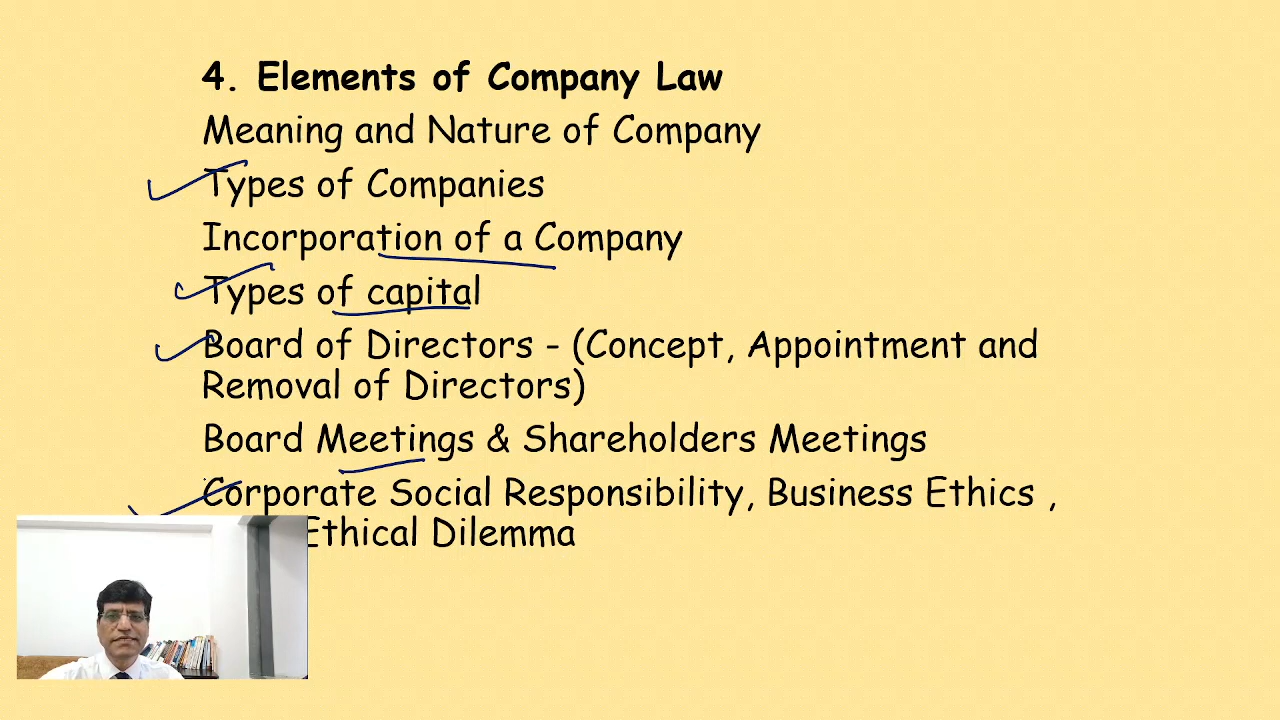 4. Elements of Company Law
Meaning and Nature of Company
Types of Companies
Incorporation of a Company
Types of capital
Board of Directors - (Concept, Appointment and
Removal of Directors)
Board Meetings & Shareholders Meetings
Corporate Social Responsibility, Business Ethics ,
Ethical Dilemma